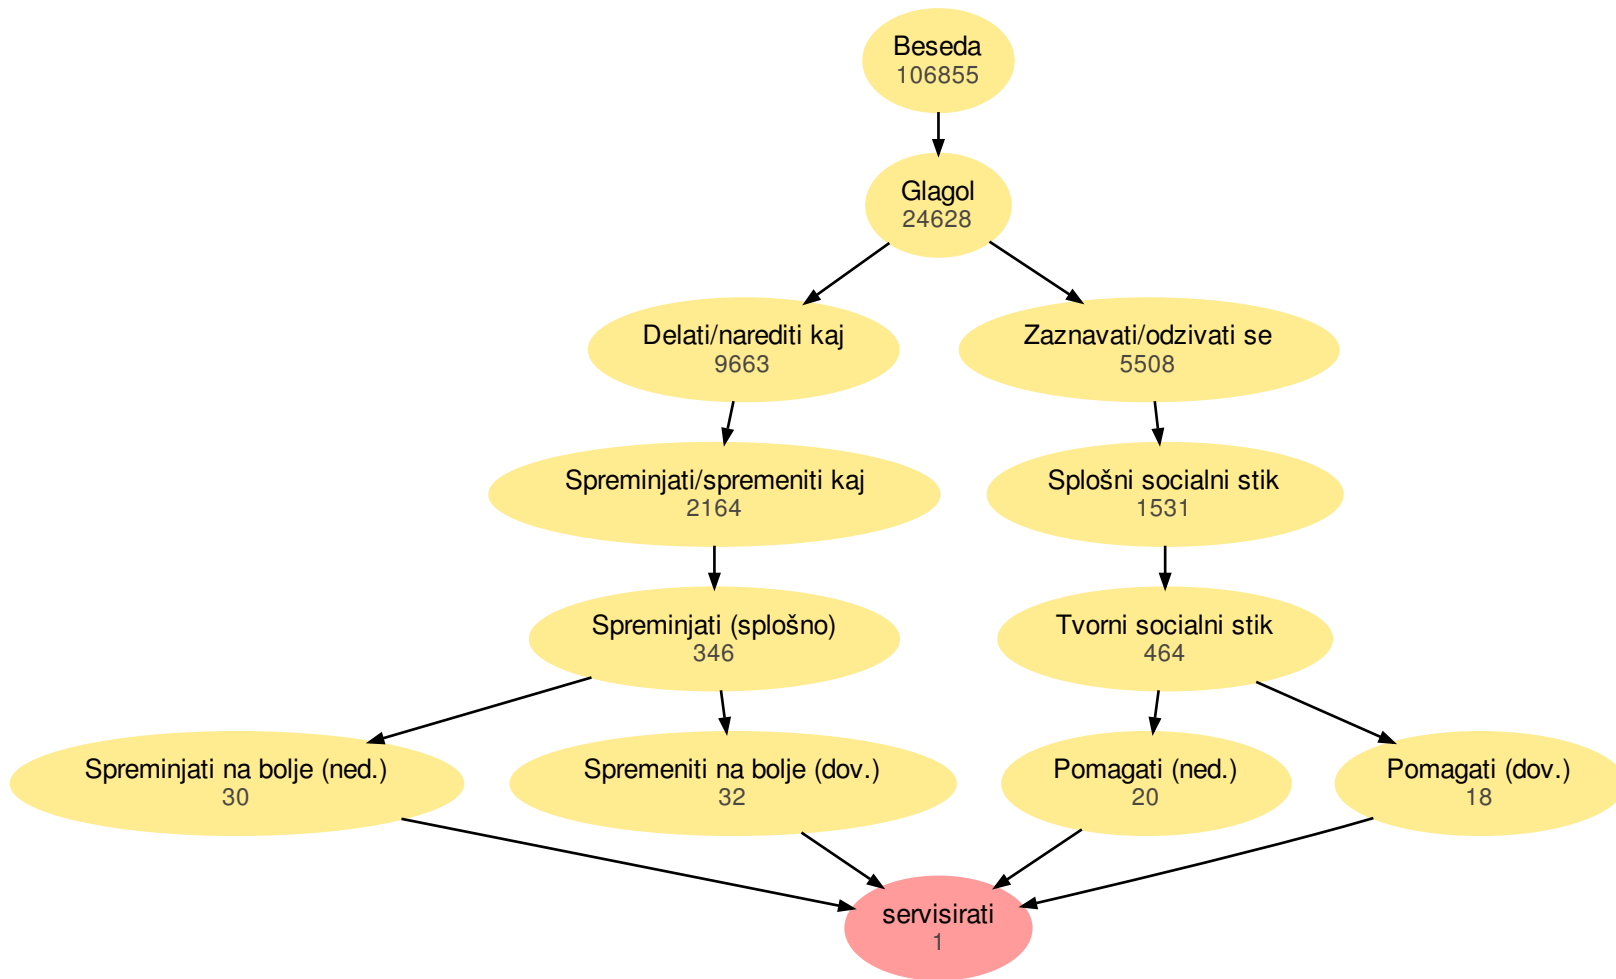 Beseda
106855
Glagol
24628
Delati/narediti kaj
9663
Zaznavati/odzivati se
5508
Spreminjati/spremeniti kaj
2164
Splošni socialni stik
1531
Spreminjati (splošno)
346
Tvorni socialni stik
464
Spreminjati na bolje (ned.)
30
Spremeniti na bolje (dov.)
32
Pomagati (ned.)
20
Pomagati (dov.)
18
servisirati
1